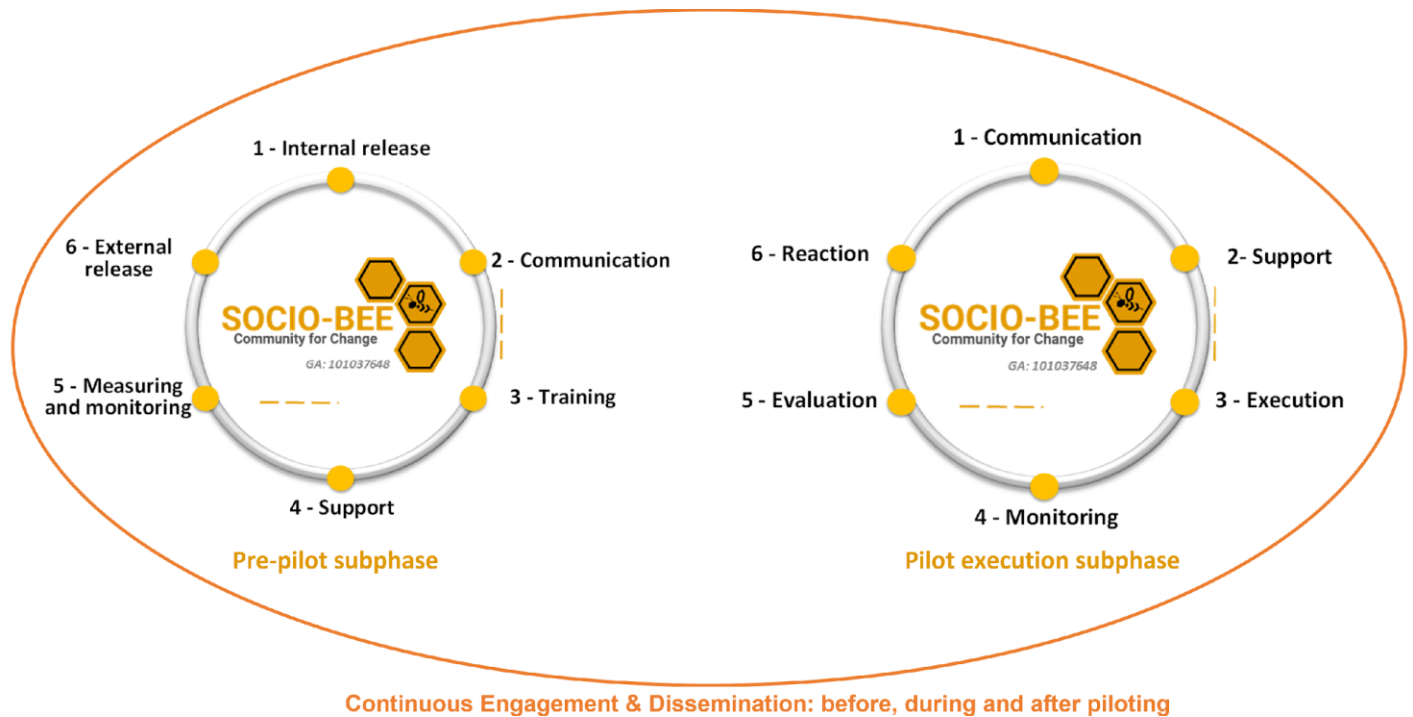 1 - Internal release
2 - Communication
3 - Training
4 - Support
5 - Measuring
and monitoring
6 - External
release
SOCIO-BEE
Community for Change
GA: 101037648
Pre-pilot subphase
1 - Communication
2- Support
3 - Execution
4 - Monitoring
5 - Evaluation
6 - Reaction
SOCIO-BEE
Community for Change
GA: 101037648
Pilot execution subphase
Continuous Engagement & Dissemination: before, during and after piloting